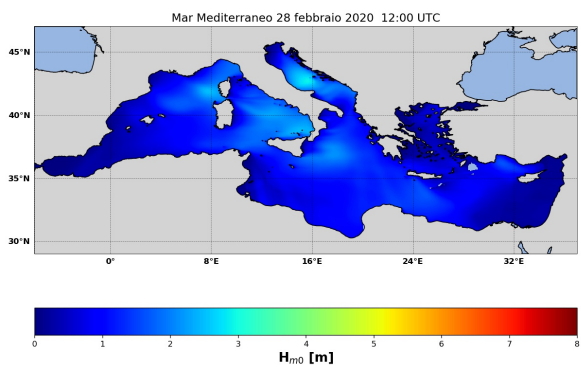 Mar Mediterraneo 28 febbraio 2020  12:00 UTC
45°N
40°N
35°N
30°N
0° 8°E 16°E 24°E 32°E
0 1 2 3 4 5 6 7 8
Hm0 [m]